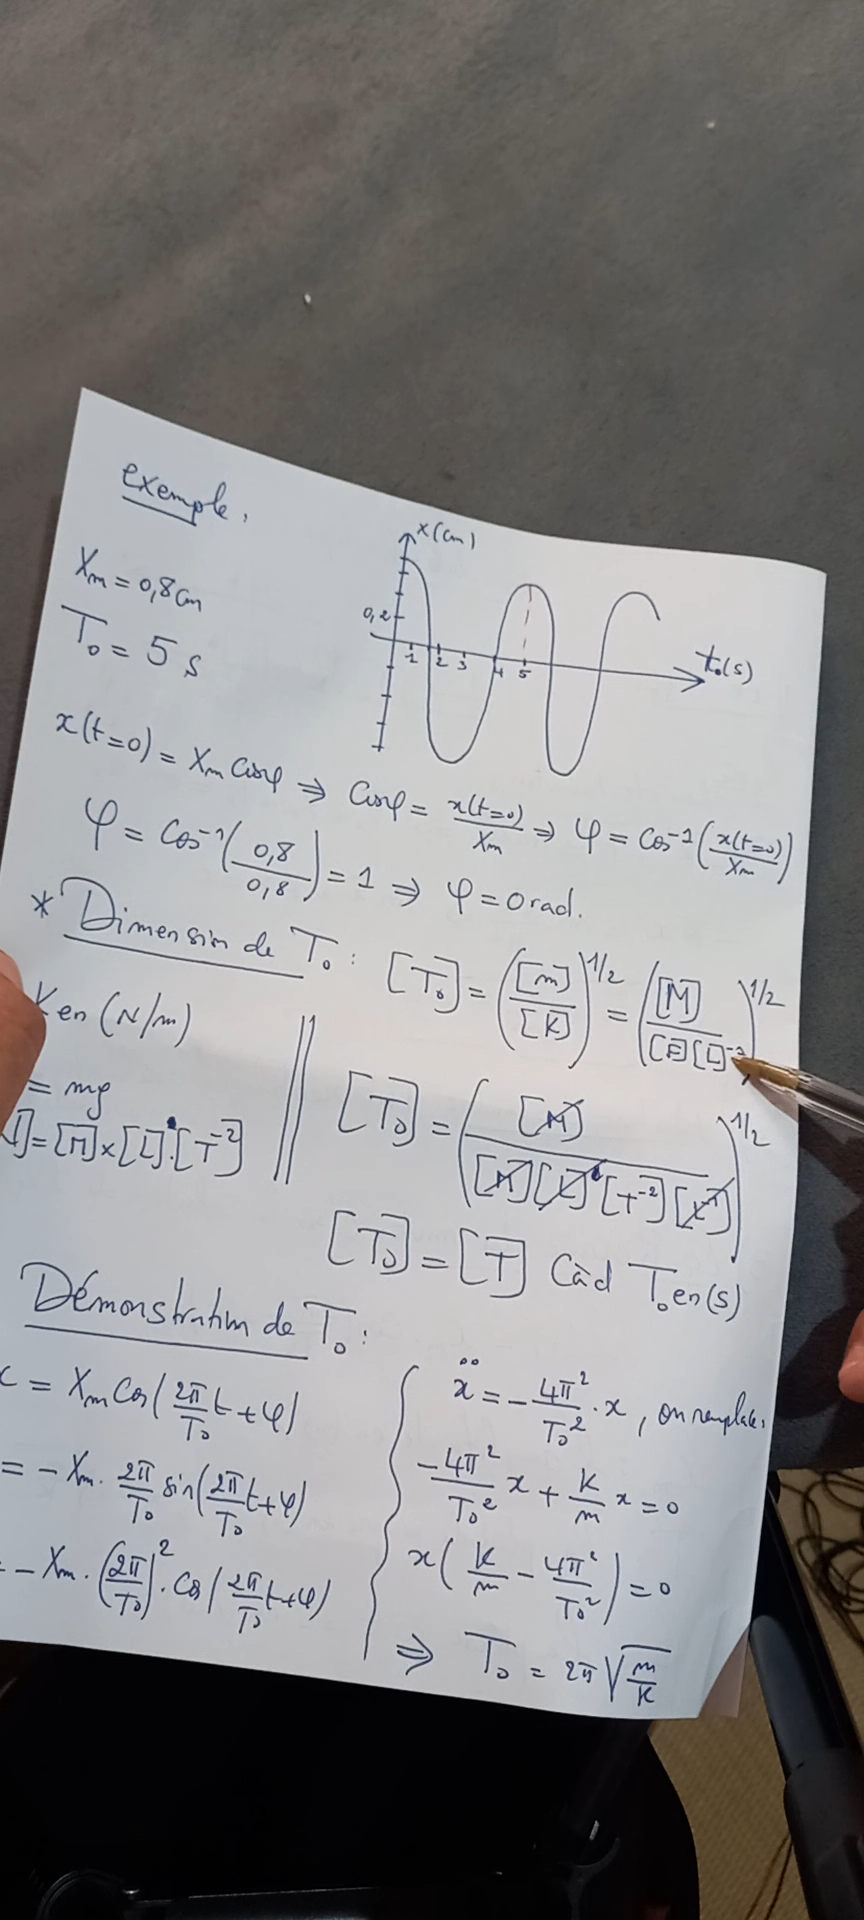 exemple.
x(cm)
Xm = 0,8 cm
0,2
T₀ = 5 s
1 2 3 4 5
t(s)
x(t=0) = Xm Cosφ ⇒ Cosφ = x(t=0)/Xm ⇒ φ = Cos⁻¹(x(t=0)/Xm)
φ = Cos⁻¹(0,8/0,8) = 1 ⇒ φ = 0 rad.
* Dimension de T₀ : [T₀] = ([m]/[K])^1/2 = ([M]/[F][L]⁻¹)^1/2
K en (N/m)
= mg
]=[M]×[L].[T⁻²]
[T₀] = ([M]/[M][L][T⁻²][L⁻¹])^1/2
[T₀] = [T] Càd T₀ en (s)
Démonstration de T₀ :
= Xm Cos(2π/T₀ t + φ)
= - Xm . 2π/T₀ sin(2π/T₀ t + φ)
- Xm . (2π/T₀)² . Cos(2π/T₀ t + φ)
ẍ = - 4π²/T₀² . x , on remplace.
- 4π²/T₀² x + K/m x = 0
x(K/m - 4π²/T₀²) = 0
⇒ T₀ = 2π √(m/K)